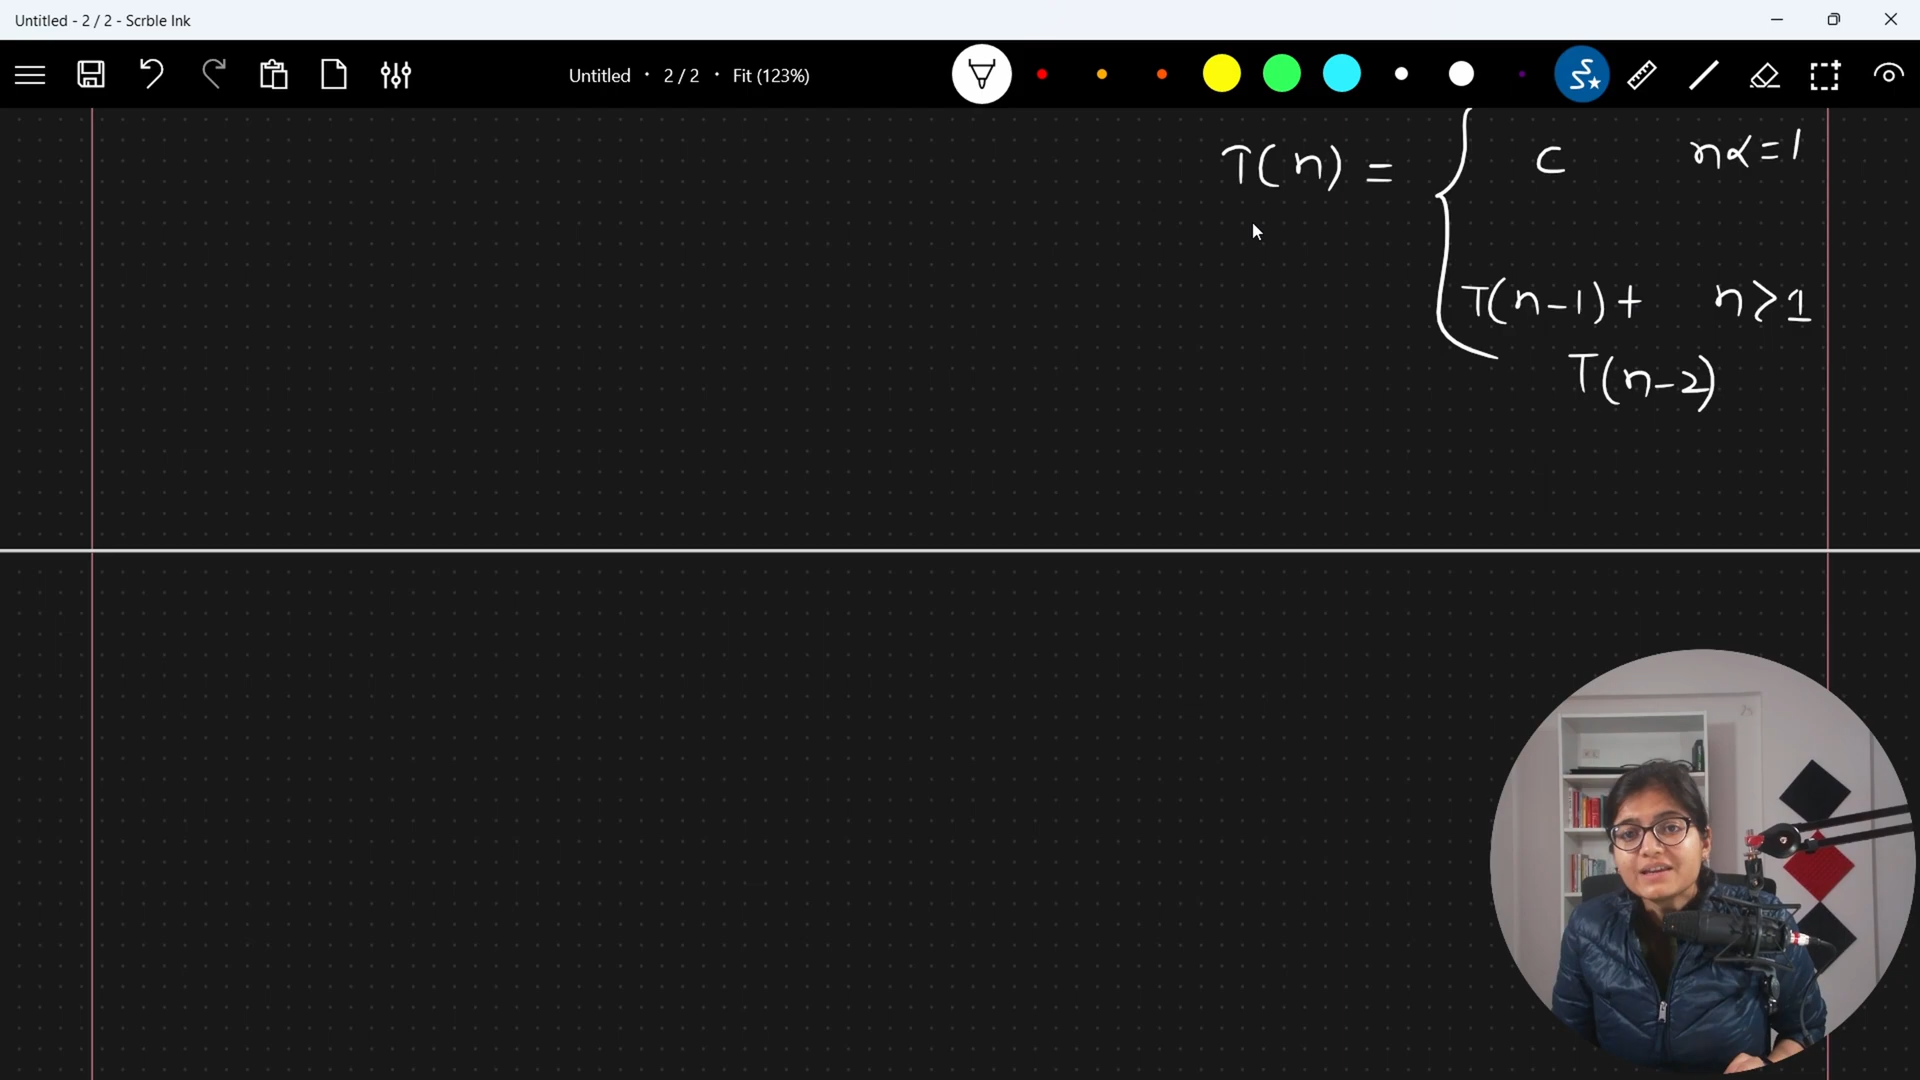 Untitled - 2 / 2 - Scrble Ink
Untitled • 2 / 2 • Fit (123%)
T(n) = { C n<=1
T(n-1)+ n>1
T(n-2)